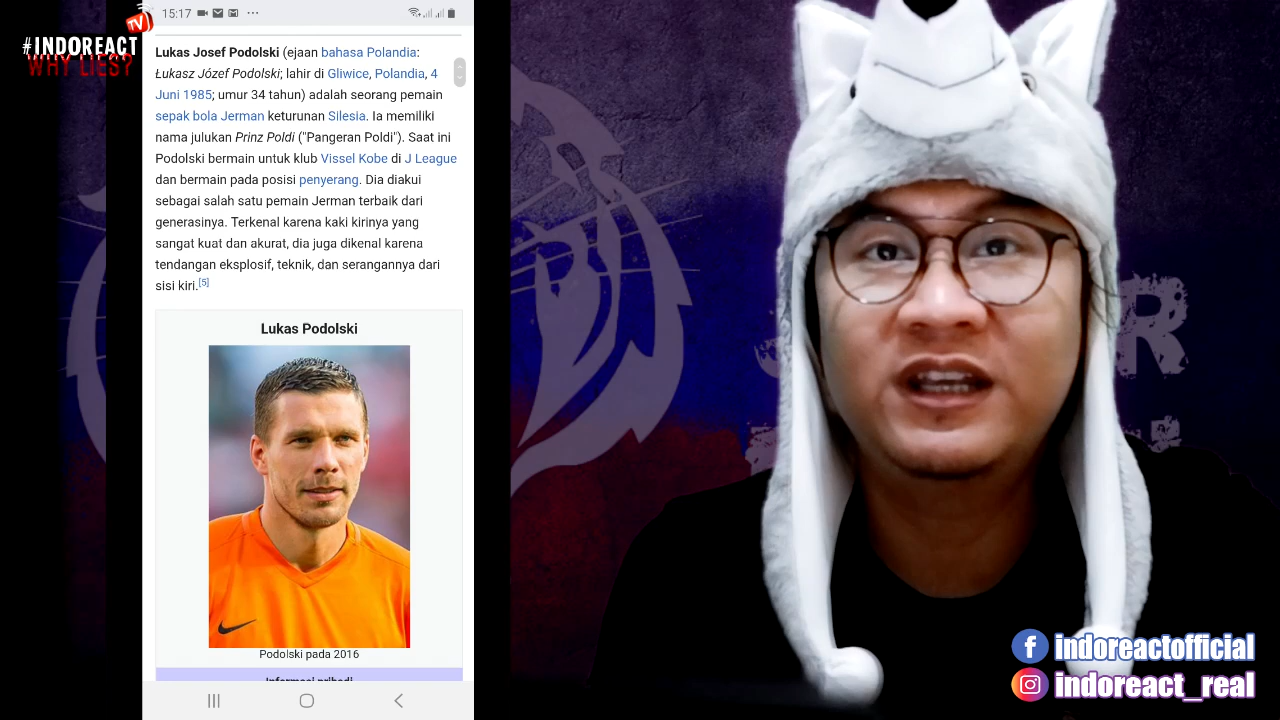 #INDOREACT
TV
WHY LIES?
15:17
Lukas Josef Podolski (ejaan bahasa Polandia:
Łukasz Józef Podolski; lahir di Gliwice, Polandia, 4
Juni 1985; umur 34 tahun) adalah seorang pemain
sepak bola Jerman keturunan Silesia. Ia memiliki
nama julukan Prinz Poldi ("Pangeran Poldi"). Saat ini
Podolski bermain untuk klub Vissel Kobe di J League
dan bermain pada posisi penyerang. Dia diakui
sebagai salah satu pemain Jerman terbaik dari
generasinya. Terkenal karena kaki kirinya yang
sangat kuat dan akurat, dia juga dikenal karena
tendangan eksplosif, teknik, dan serangannya dari
sisi kiri.[5]
Lukas Podolski
Podolski pada 2016
Informasi pribadi
indoreactofficial
indoreact_real